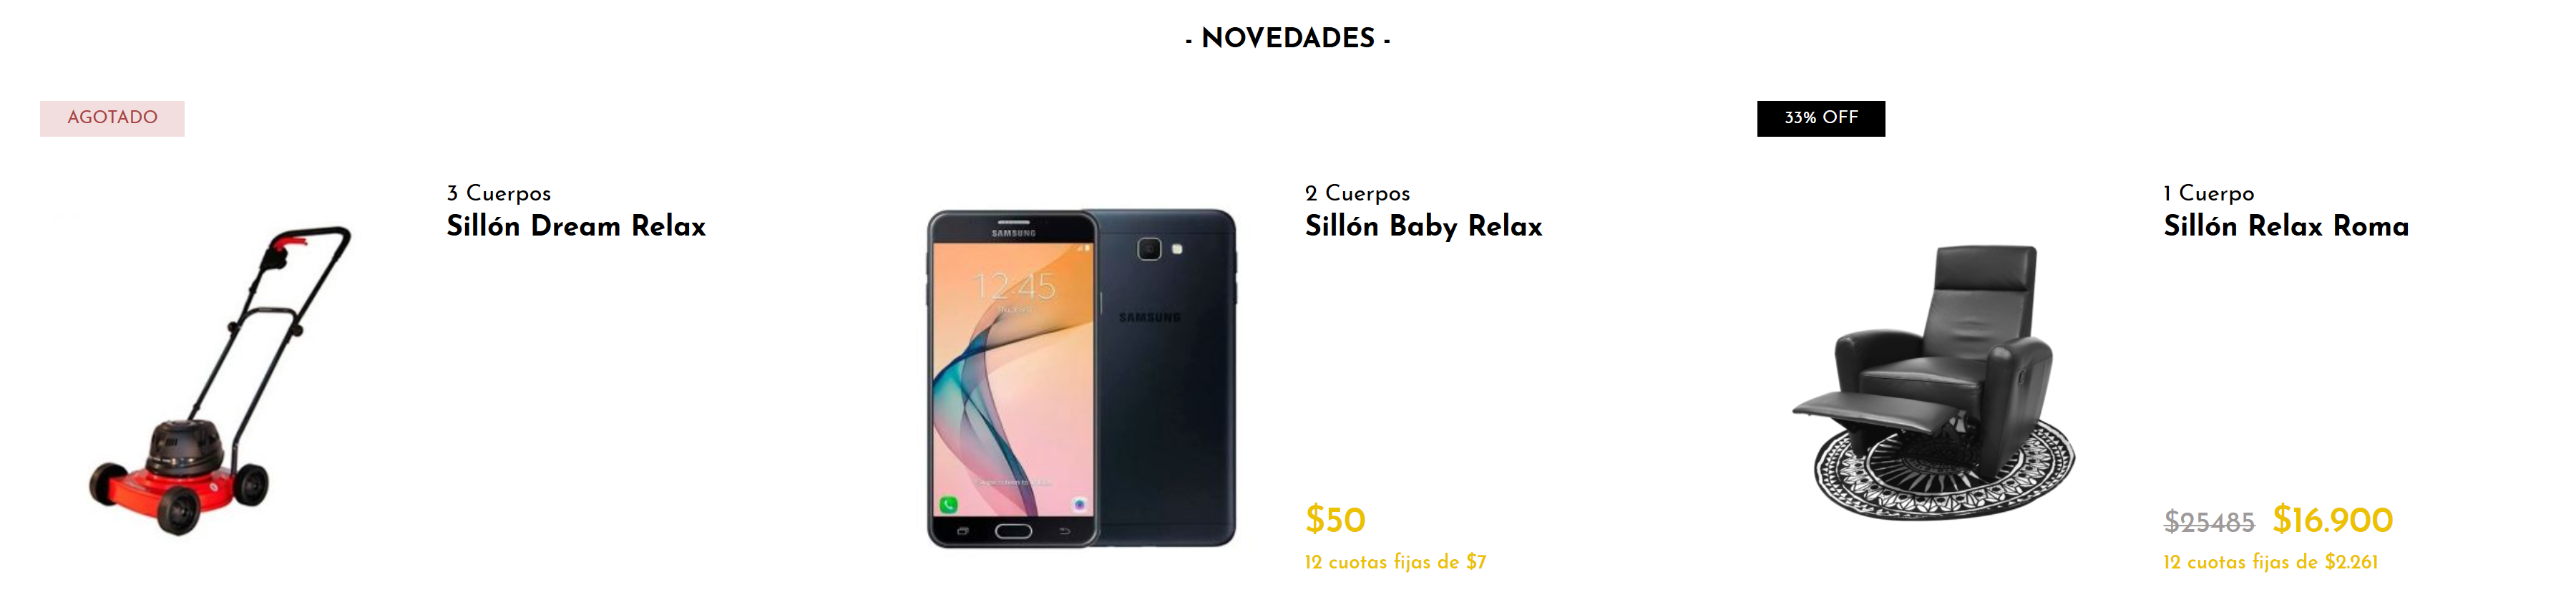 - NOVEDADES -
AGOTADO
3 Cuerpos
Sillón Dream Relax
SAMSUNG
12:45
SAMSUNG
2 Cuerpos
Sillón Baby Relax
$50
12 cuotas fijas de $7
33% OFF
1 Cuerpo
Sillón Relax Roma
$25485 $16.900
12 cuotas fijas de $2.261